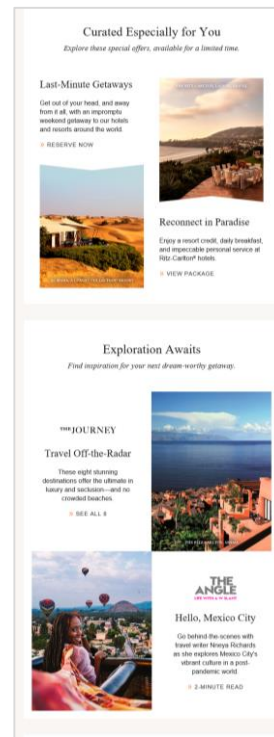 Curated Especially for You
Explore these special offers, available for a limited time.
Last-Minute Getaways
Get out of your head, and away
from it all, with an impromptu
weekend getaway to our hotels
and resorts around the world.
» RESERVE NOW
Reconnect in Paradise
Enjoy a resort credit, daily breakfast,
and impeccable personal service at
Ritz-Carlton® hotels.
» VIEW PACKAGE
Exploration Awaits
Find inspiration for your next dream-worthy getaway.
THE JOURNEY
Travel Off-the-Radar
These eight stunning
destinations offer the ultimate in
luxury and seclusion—and no
crowded beaches.
» SEE ALL 8
THE
ANGLE
Hello, Mexico City
Go behind-the-scenes with
travel writer Nneya Richards
as she explores Mexico City's
vibrant culture in a post-
pandemic world.
» 2-MINUTE READ